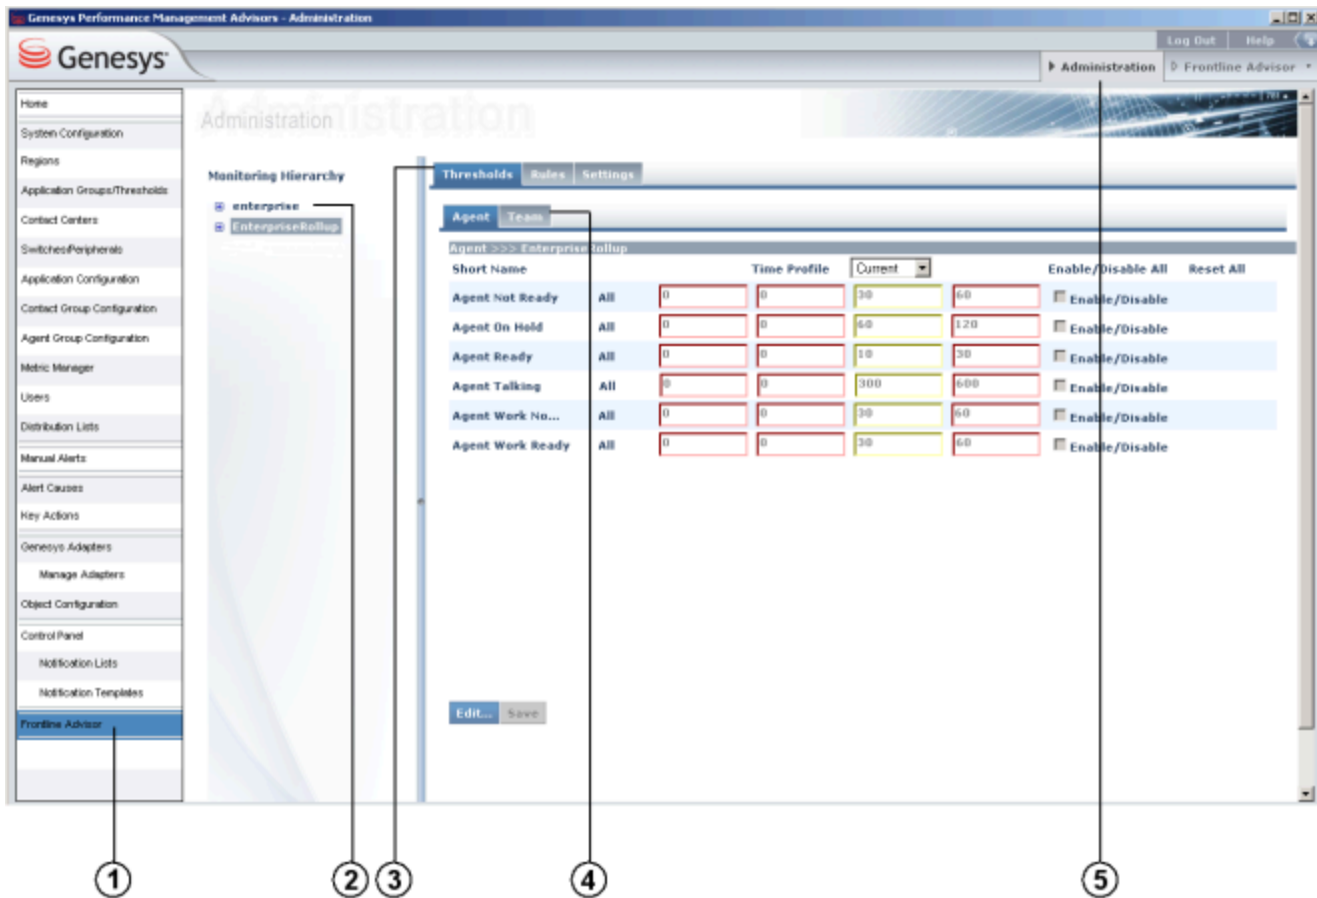 Genesys Performance Management Advisors - Administration
Log Out Help
Genesys
Administration Frontline Advisor
Home
System Configuration
Regions
Application Groups/Thresholds
Contact Centers
Switches/Peripherals
Application Configuration
Contact Group Configuration
Agent Group Configuration
Metric Manager
Users
Distribution Lists
Manual Alerts
Alert Causes
Key Actions
Genesys Adapters
Manage Adapters
Object Configuration
Control Panel
Notification Lists
Notification Templates
Frontline Advisor
Administration
Monitoring Hierarchy
enterprise
EnterpriseRollup
Thresholds Rules Settings
Agent Team
Agent >>> EnterpriseRollup
Short Name Time Profile Current Enable/Disable All Reset All
Agent Not Ready All 0 0 30 60 Enable/Disable
Agent On Hold All 0 0 60 120 Enable/Disable
Agent Ready All 0 0 10 30 Enable/Disable
Agent Talking All 0 0 300 600 Enable/Disable
Agent Work No... All 0 0 30 60 Enable/Disable
Agent Work Ready All 0 0 30 60 Enable/Disable
Edit... Save
1 2 3 4 5